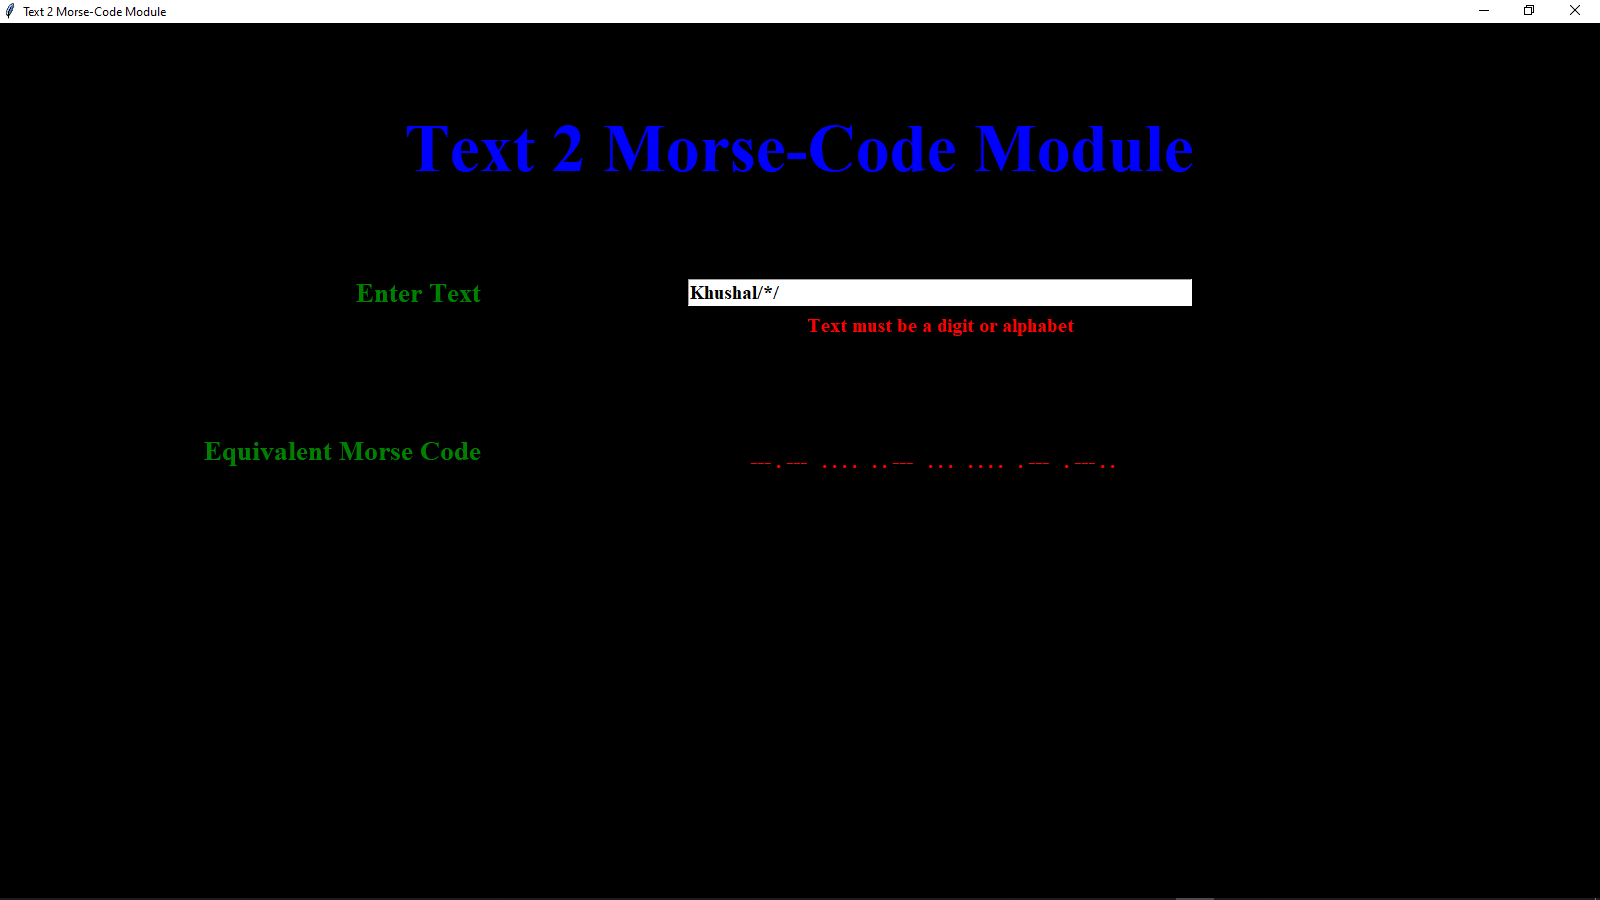 Text 2 Morse-Code Module
Text 2 Morse-Code Module
Enter Text
Khushal/*/
Text must be a digit or alphabet
Equivalent Morse Code
---.--- .... ..--- ... .... .--- .---..